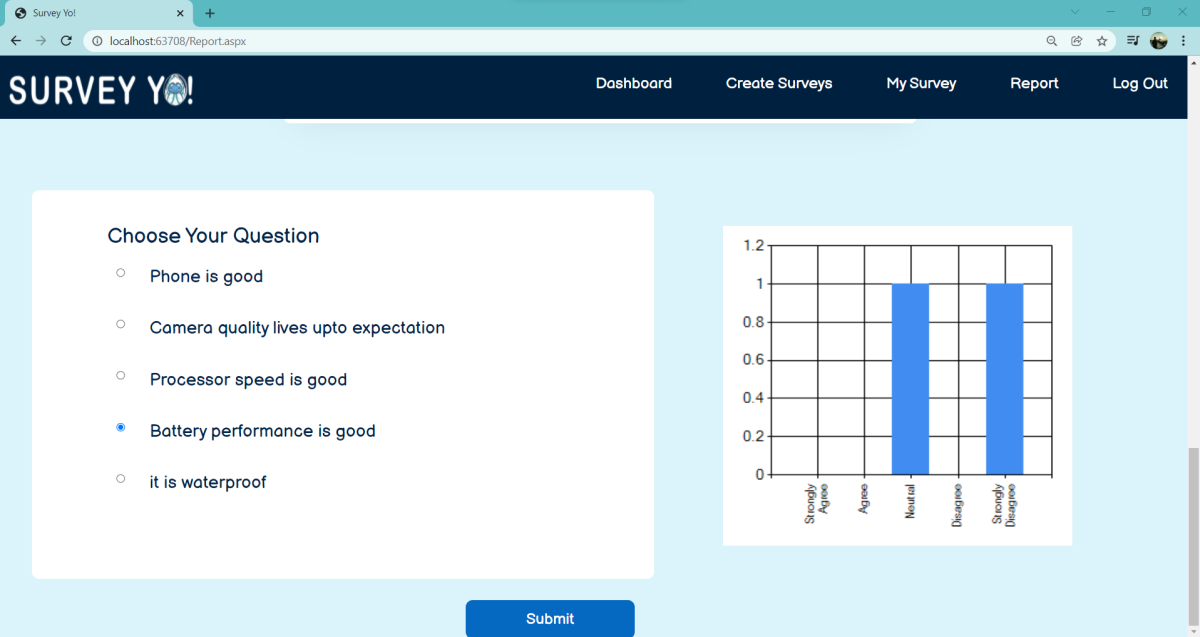 Survey Yo!
localhost:63708/Report.aspx
SURVEY YO!
Dashboard
Create Surveys
My Survey
Report
Log Out
Choose Your Question
Phone is good
Camera quality lives upto expectation
Processor speed is good
Battery performance is good
it is waterproof
Submit
1.2
1
0.8
0.6
0.4
0.2
0
Strongly
Agree
Agree
Neutral
Disagree
Strongly
Disagree